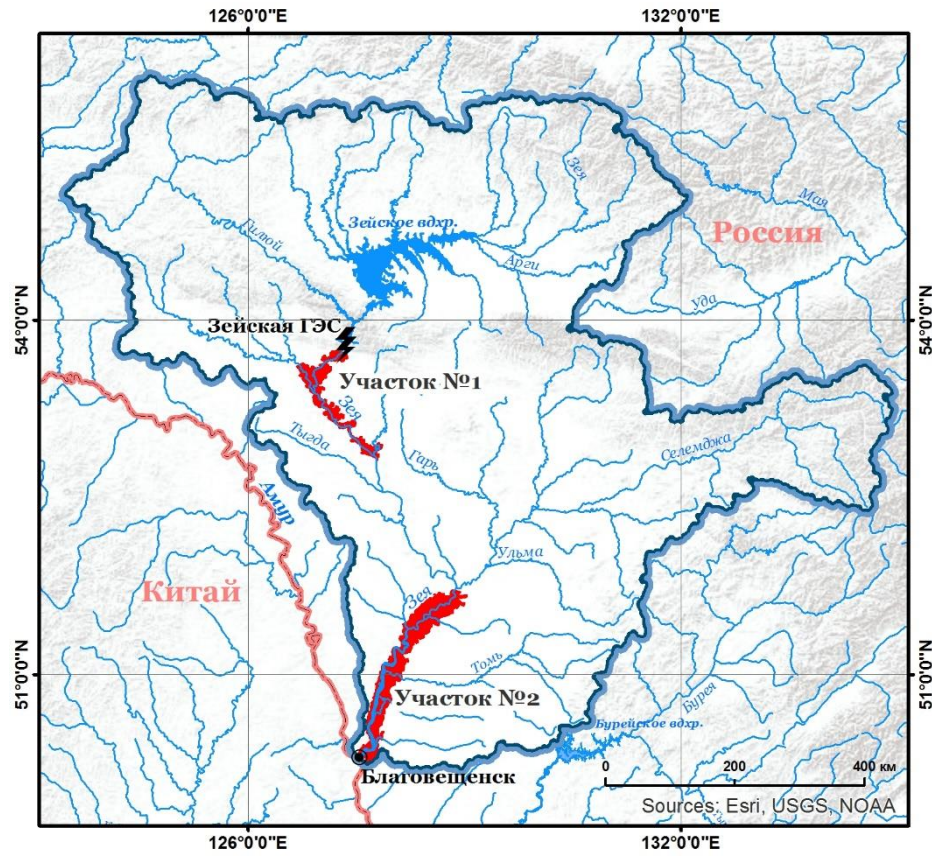 126°0'0"E 132°0'0"E
Зея
Мая
Зейское вдхр.
Россия
Гилюй
Арги
Уда
54°0'0"N 54°0'0"N
Зейская ГЭС
Участок №1
Зея
Тыгда
Селемджа
Гарь
Амур
Ульма
Китай
Зея
Томь
51°0'0"N 51°0'0"N
Участок №2
Бурея
Бурейское вдхр.
Благовещенск
0 200 400 км
Sources: Esri, USGS, NOAA
126°0'0"E 132°0'0"E